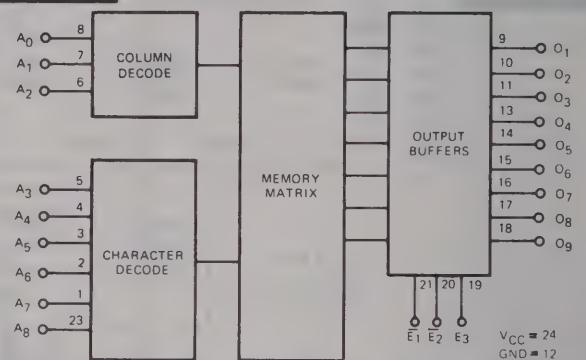 A0 8
A1 7
A2 6
COLUMN
DECODE
A3 5
A4 4
A5 3
A6 2
A7 1
A8 23
CHARACTER
DECODE
MEMORY
MATRIX
OUTPUT
BUFFERS
9 O1
10 O2
11 O3
13 O4
14 O5
15 O6
16 O7
17 O8
18 O9
21 20 19
E̅1 E̅2 E3
VCC = 24
GND = 12